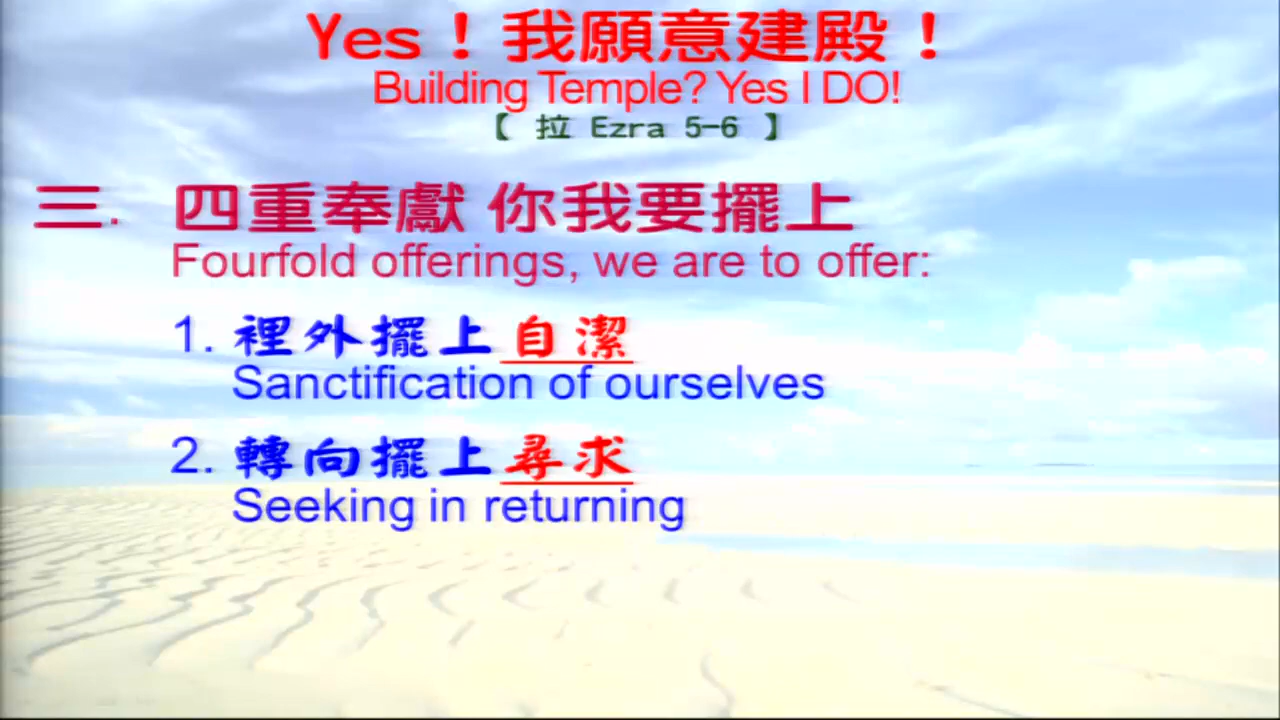 Yes！我願意建殿！
Building Temple? Yes I DO!
【 拉 Ezra 5-6 】
三. 四重奉獻 你我要擺上
Fourfold offerings, we are to offer:
1. 裡外擺上自潔
Sanctification of ourselves
2. 轉向擺上尋求
Seeking in returning